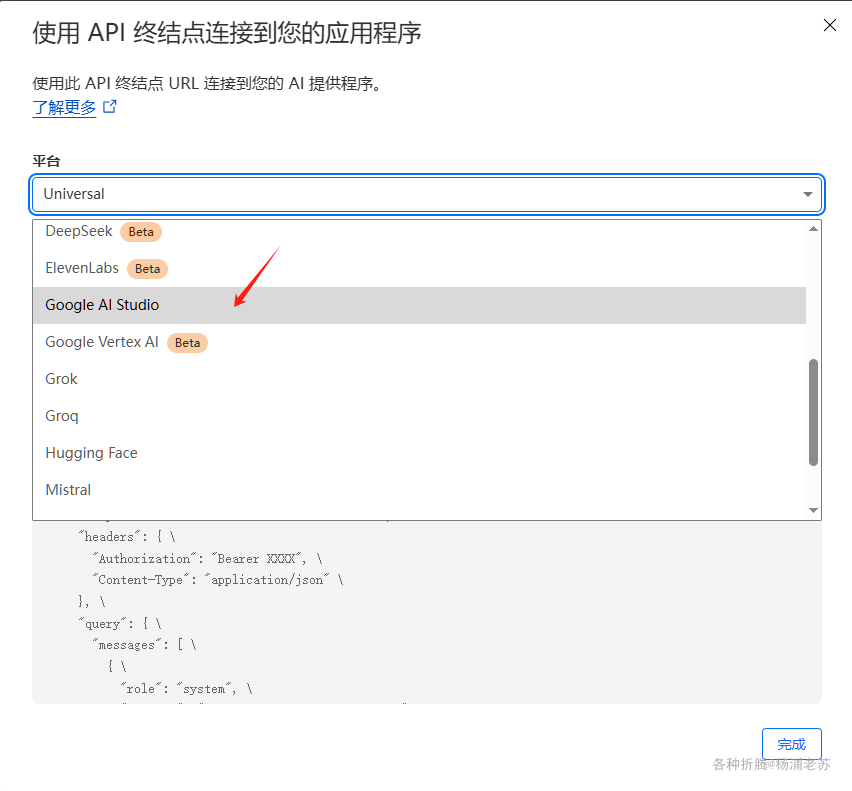 使用 API 终结点连接到您的应用程序
使用此 API 终结点 URL 连接到您的 AI 提供程序。
了解更多
平台
Universal
DeepSeek Beta
ElevenLabs Beta
Google AI Studio
Google Vertex AI Beta
Grok
Groq
Hugging Face
Mistral
"headers": { \
"Authorization": "Bearer XXXX", \
"Content-Type": "application/json" \
}, \
"query": { \
"messages": [ \
{ \
"role": "system", \
完成
各种折腾@杨浦老苏